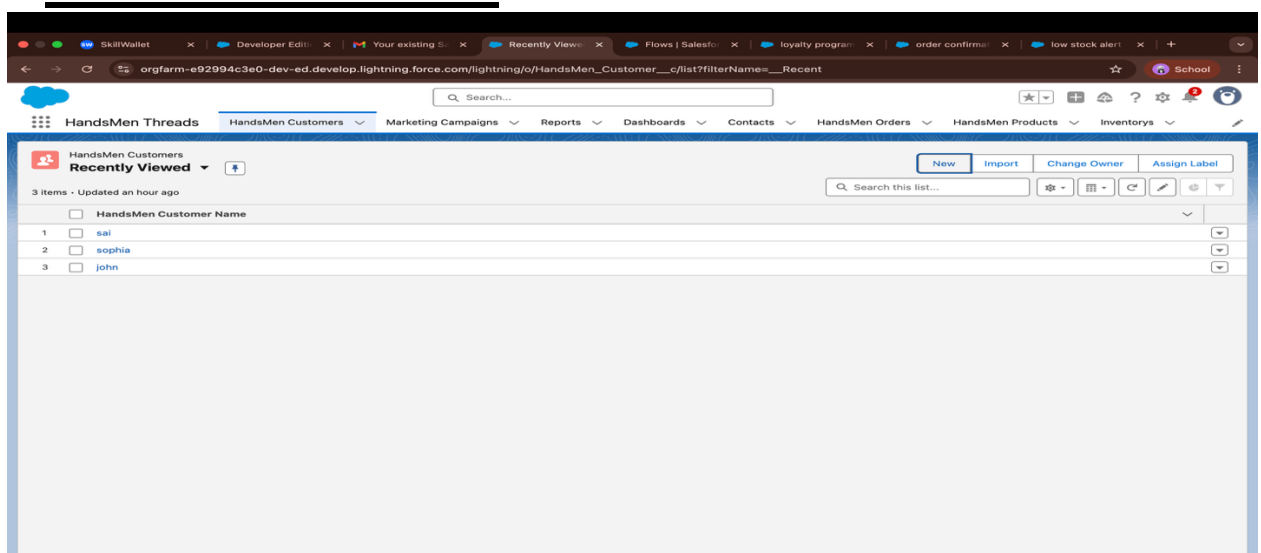 SkillWallet
Developer Editi
Your existing S
Recently Viewe
Flows | Salesfo
loyalty program
order confirmat
low stock alert
orgfarm-e92994c3e0-dev-ed.develop.lightning.force.com/lightning/o/HandsMen_Customer__c/list?filterName=__Recent
School
Search...
2
HandsMen Threads HandsMen Customers Marketing Campaigns Reports Dashboards Contacts HandsMen Orders HandsMen Products Inventorys
HandsMen Customers
Recently Viewed
New Import Change Owner Assign Label
3 items • Updated an hour ago
Search this list...
HandsMen Customer Name
1 sai
2 sophia
3 john